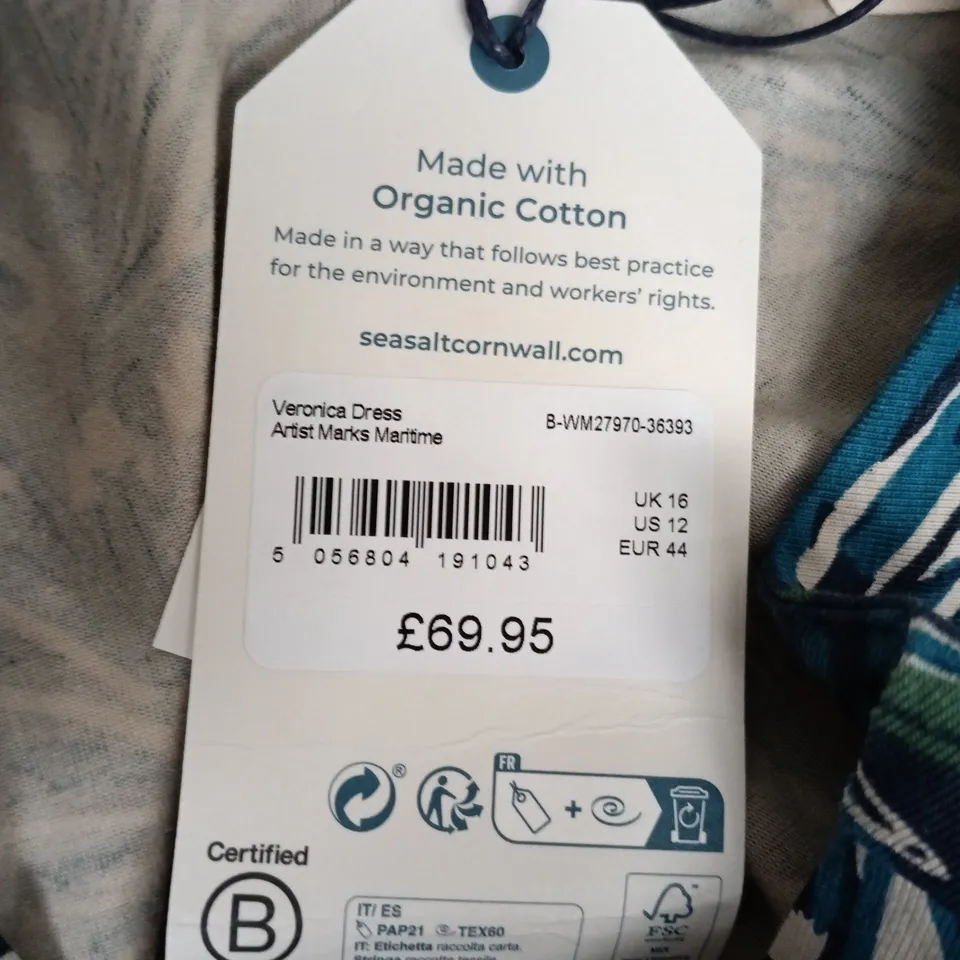 Made with
Organic Cotton
Made in a way that follows best practice
for the environment and workers' rights.
seasaltcornwall.com
Veronica Dress
Artist Marks Maritime
B-WM27970-36393
UK 16
US 12
EUR 44
5 056804 191043
£69.95
®
FR
+
Certified
B
IT/ ES
PAP21 TEX60
IT: Etichetta raccolta carta.
FSC